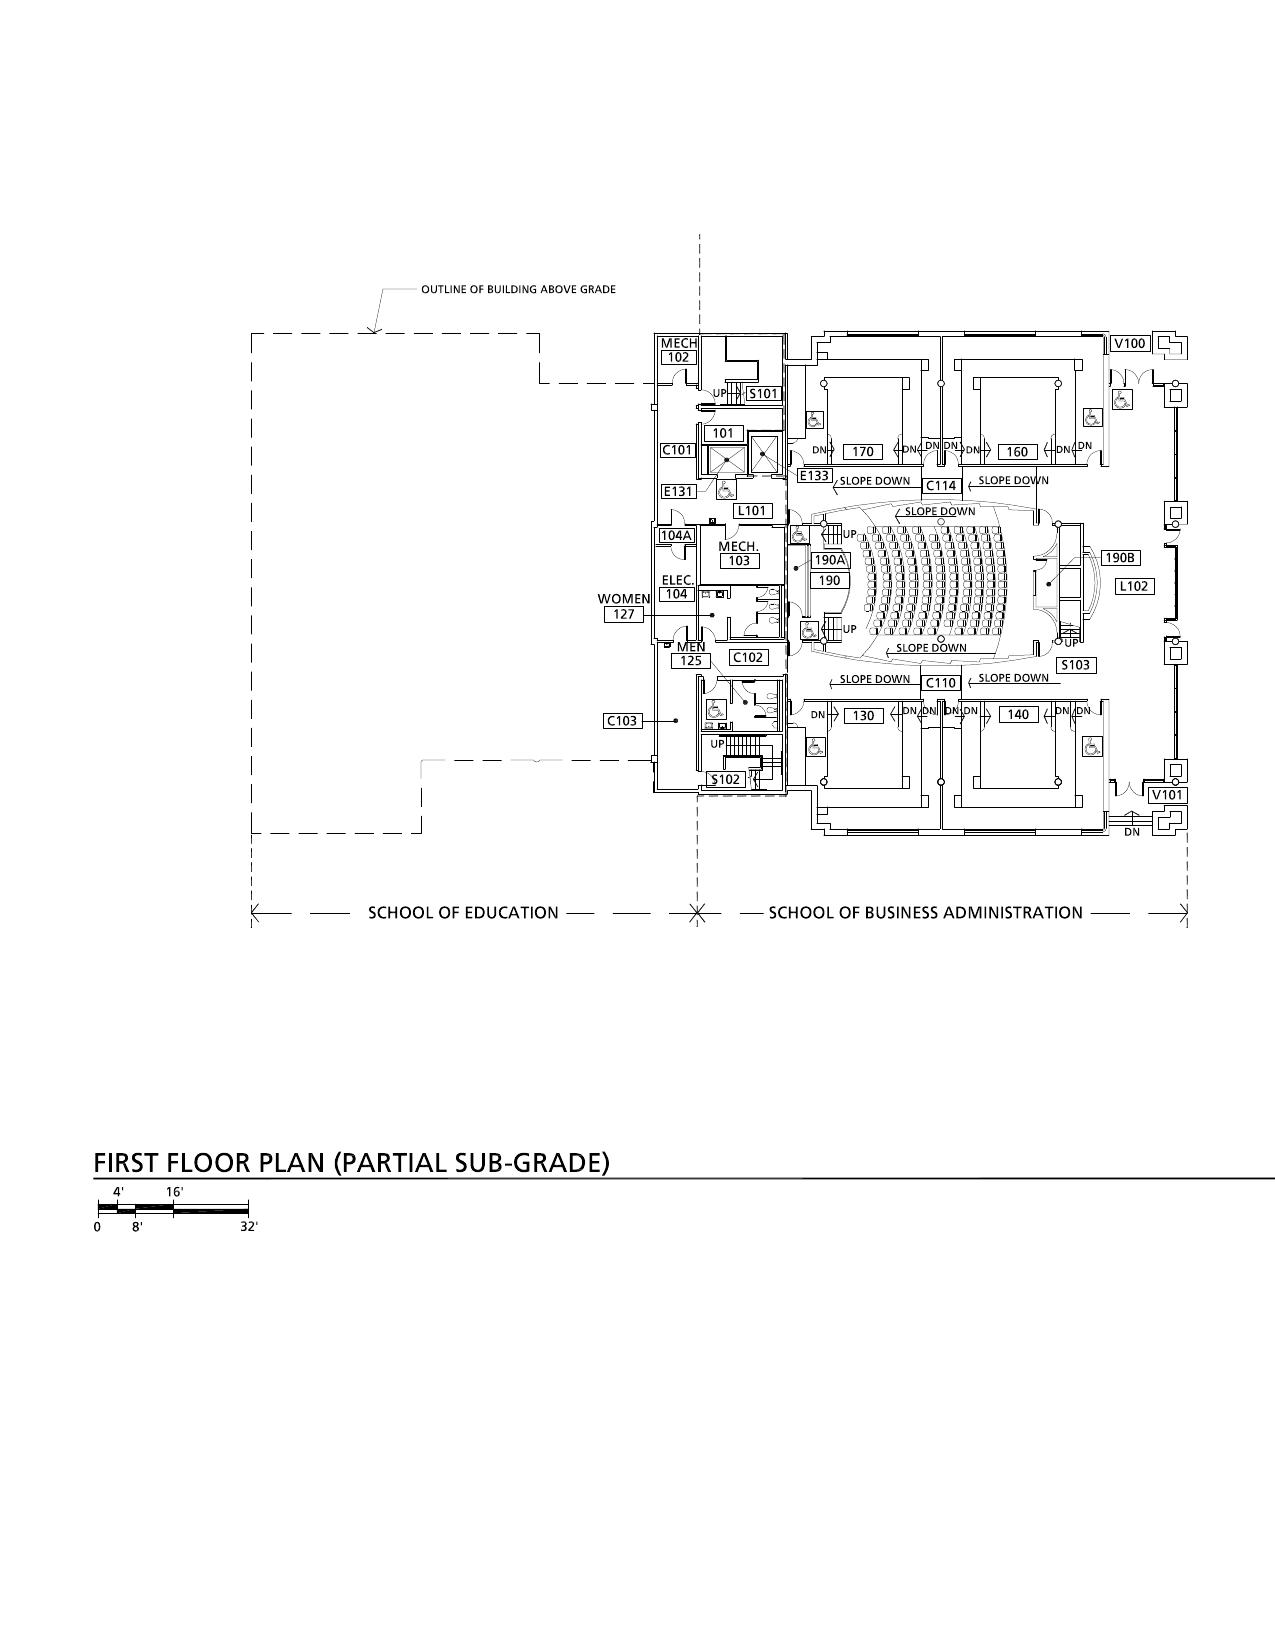 OUTLINE OF BUILDING ABOVE GRADE
MECH
102
V100
UP
S101
101
C101
DN
170
DN
DN
DN
DN
160
DN
DN
E133
E131
SLOPE DOWN
C114
SLOPE DOWN
L101
SLOPE DOWN
104A
UP
MECH.
103
190A
190B
ELEC.
104
190
L102
WOMEN
127
UP
MEN
125
C102
SLOPE DOWN
UP
S103
SLOPE DOWN
C110
SLOPE DOWN
C103
DN
130
DN
DN
DN
DN
140
DN
DN
UP
S102
V101
DN
SCHOOL OF EDUCATION
SCHOOL OF BUSINESS ADMINISTRATION
FIRST FLOOR PLAN (PARTIAL SUB-GRADE)
4' 16'
0 8' 32'